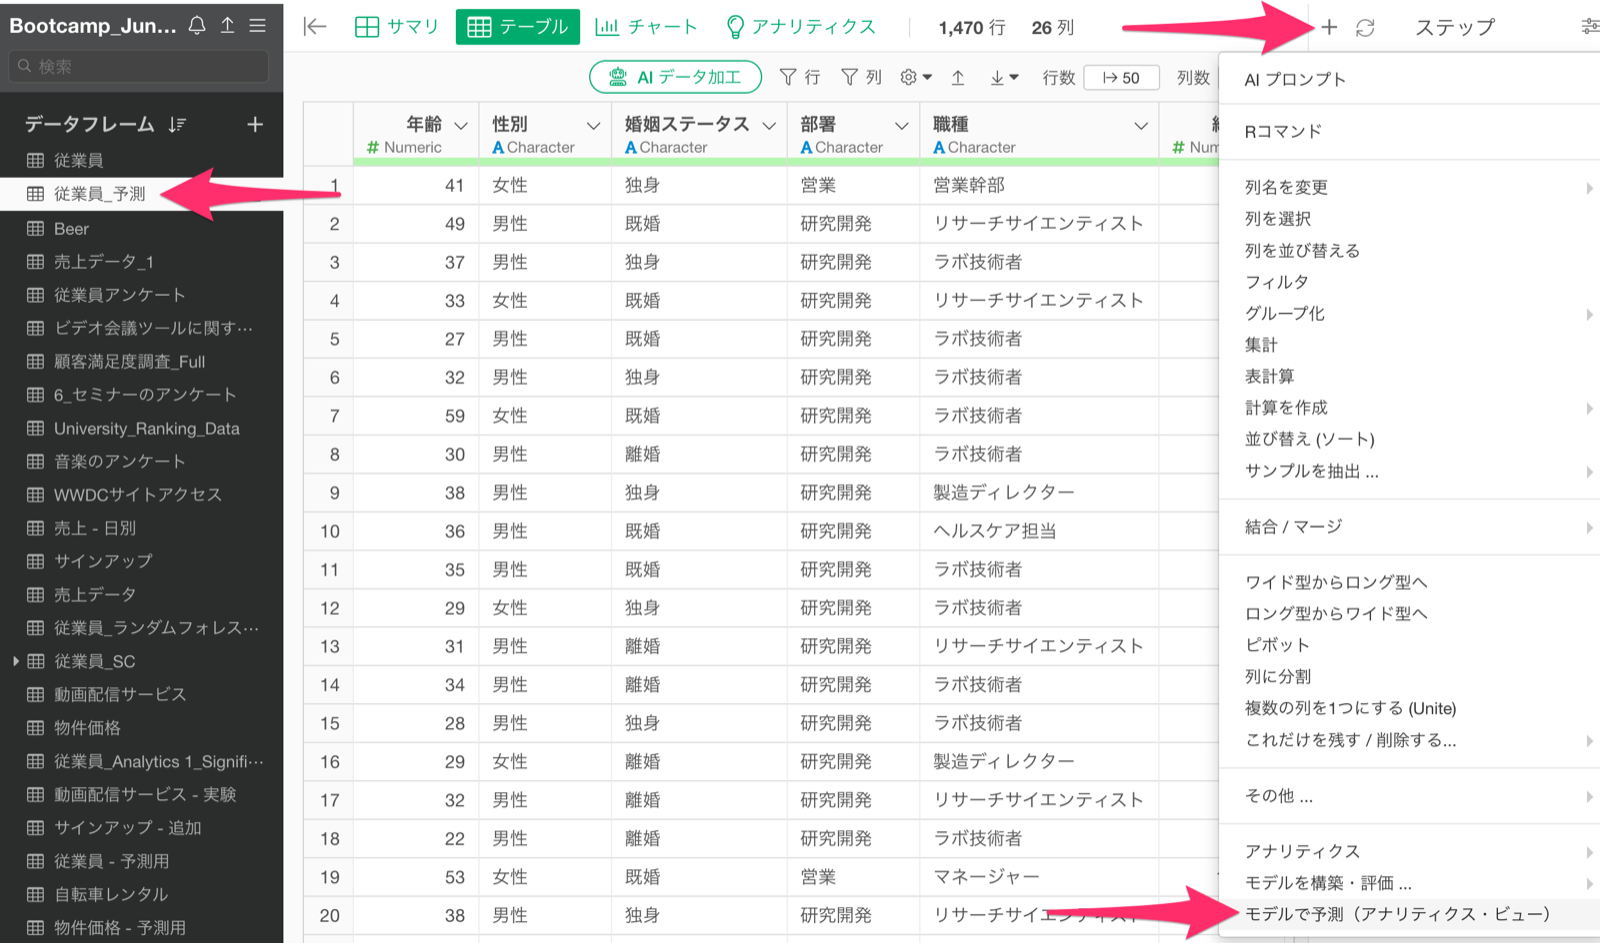 Bootcamp_Jun...
検索
データフレーム
従業員
従業員_予測
Beer
売上データ_1
従業員アンケート
ビデオ会議ツールに関す…
顧客満足度調査_Full
6_セミナーのアンケート
University_Ranking_Data
音楽のアンケート
WWDCサイトアクセス
売上 - 日別
サインアップ
売上データ
従業員_ランダムフォレス…
従業員_SC
動画配信サービス
物件価格
従業員_Analytics 1_Signifi…
動画配信サービス - 実験
サインアップ - 追加
従業員 - 予測用
自転車レンタル
物件価格 - 予測用
サマリ テーブル チャート アナリティクス 1,470 行 26 列 ステップ
AI データ加工 行 列 行数 50 列数
年齢 性別 婚姻ステータス 部署 職種
# Numeric A Character A Character A Character A Character # Num
1 41 女性 独身 営業 営業幹部
2 49 男性 既婚 研究開発 リサーチサイエンティスト
3 37 男性 独身 研究開発 ラボ技術者
4 33 女性 既婚 研究開発 リサーチサイエンティスト
5 27 男性 既婚 研究開発 ラボ技術者
6 32 男性 独身 研究開発 ラボ技術者
7 59 女性 既婚 研究開発 ラボ技術者
8 30 男性 離婚 研究開発 ラボ技術者
9 38 男性 独身 研究開発 製造ディレクター
10 36 男性 既婚 研究開発 ヘルスケア担当
11 35 男性 既婚 研究開発 ラボ技術者
12 29 女性 独身 研究開発 ラボ技術者
13 31 男性 離婚 研究開発 リサーチサイエンティスト
14 34 男性 離婚 研究開発 ラボ技術者
15 28 男性 独身 研究開発 ラボ技術者
16 29 女性 離婚 研究開発 製造ディレクター
17 32 男性 離婚 研究開発 リサーチサイエンティスト
18 22 男性 離婚 研究開発 ラボ技術者
19 53 女性 既婚 営業 マネージャー
20 38 男性 独身 研究開発 リサーチサイエンティスト
AI プロンプト
Rコマンド
列名を変更
列を選択
列を並び替える
フィルタ
グループ化
集計
表計算
計算を作成
並び替え (ソート)
サンプルを抽出 ...
結合 / マージ
ワイド型からロング型へ
ロング型からワイド型へ
ピボット
列に分割
複数の列を1つにする (Unite)
これだけを残す / 削除する...
その他 ...
アナリティクス
モデルを構築・評価 ...
モデルで予測（アナリティクス・ビュー）